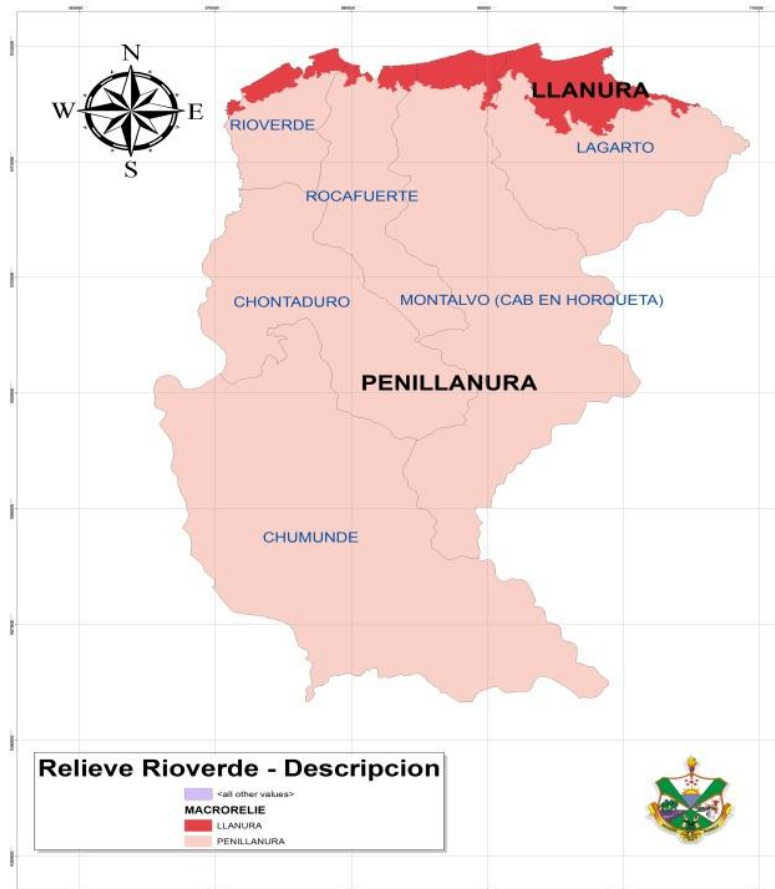 N
W E
S
LLANURA
RIOVERDE
LAGARTO
ROCAFUERTE
CHONTADURO
MONTALVO (CAB EN HORQUETA)
PENILLANURA
CHUMUNDE
Relieve Rioverde - Descripcion
<all other values>
MACRORELIE
LLANURA
PENILLANURA